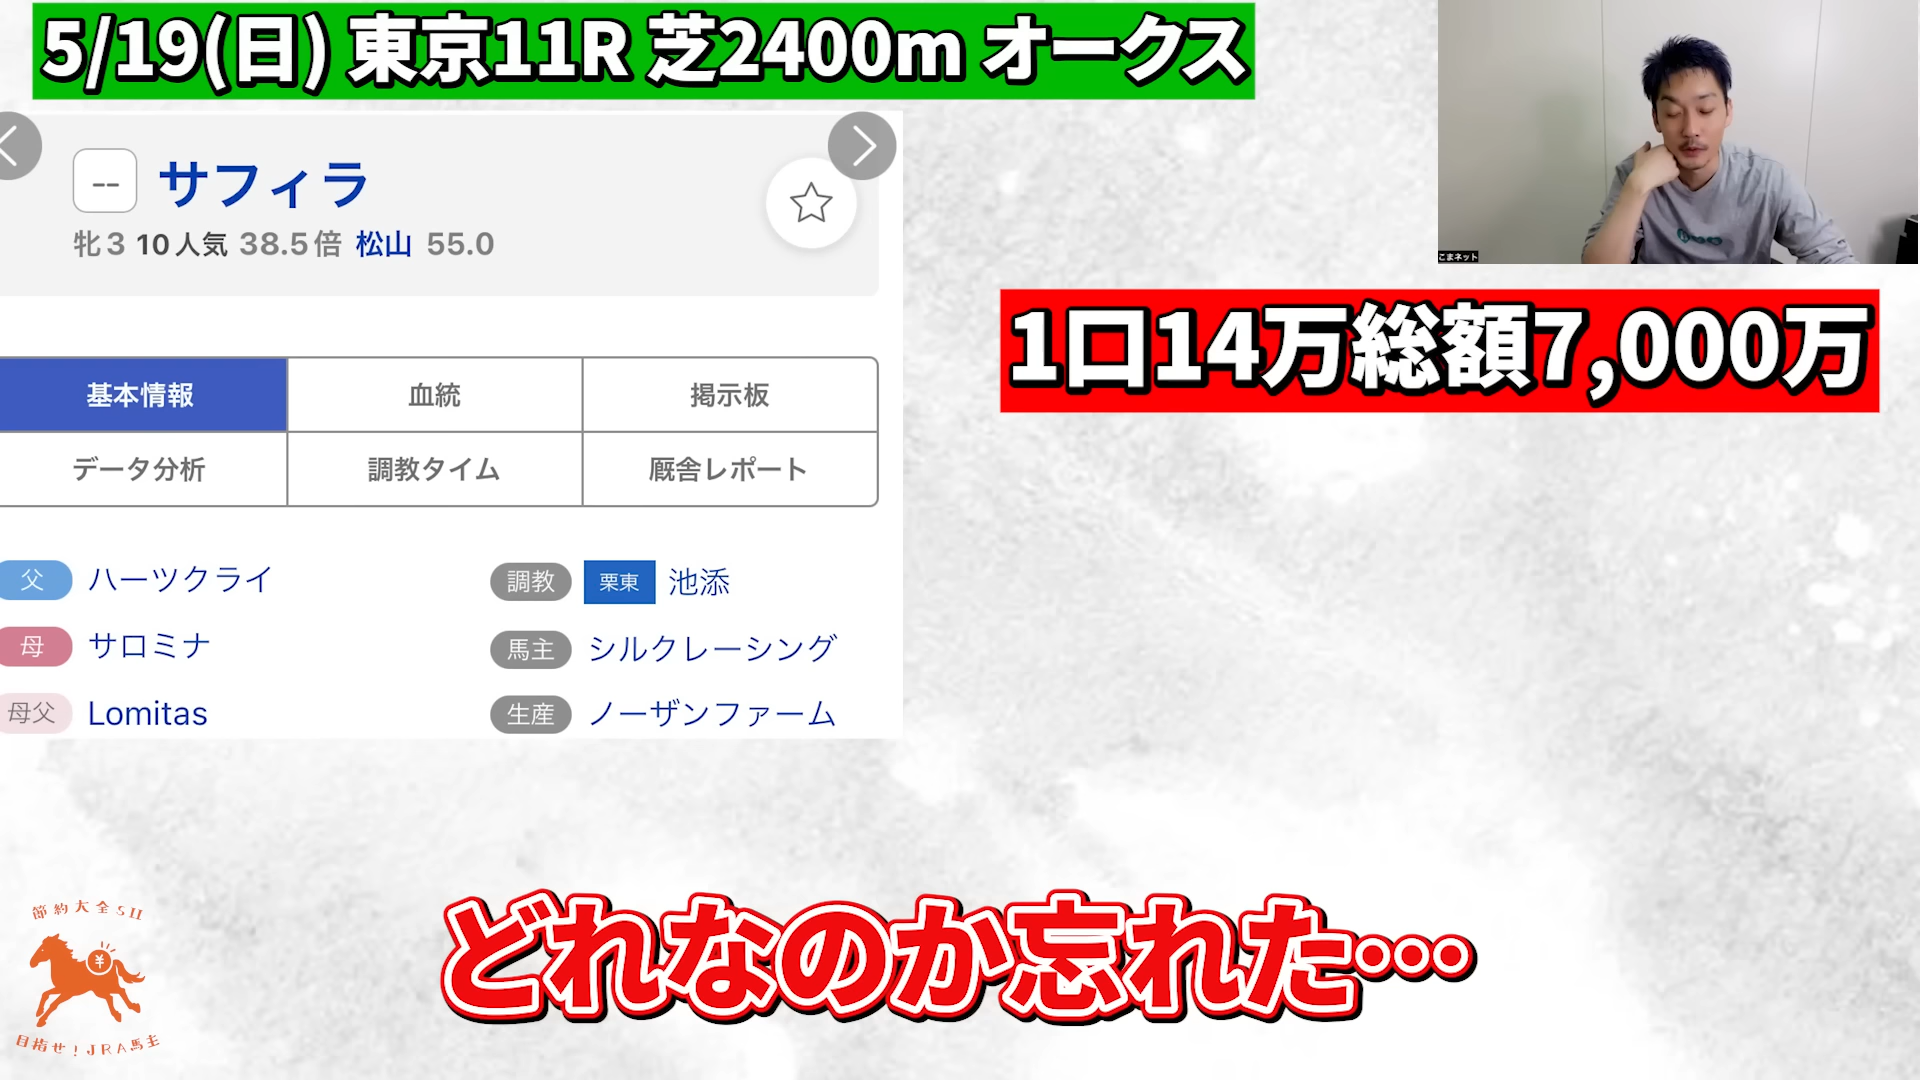 5/19(日) 東京11R 芝2400m オークス
--
サフィラ
牝3 10人気 38.5倍 松山 55.0
こまネット
1口14万総額7,000万
基本情報 血統 掲示板
データ分析 調教タイム 厩舎レポート
父 ハーツクライ 調教 栗東 池添
母 サロミナ 馬主 シルクレーシング
母父 Lomitas 生産 ノーザンファーム
どれなのか忘れた…
節約大全SII
¥
目指せ!JRA馬主